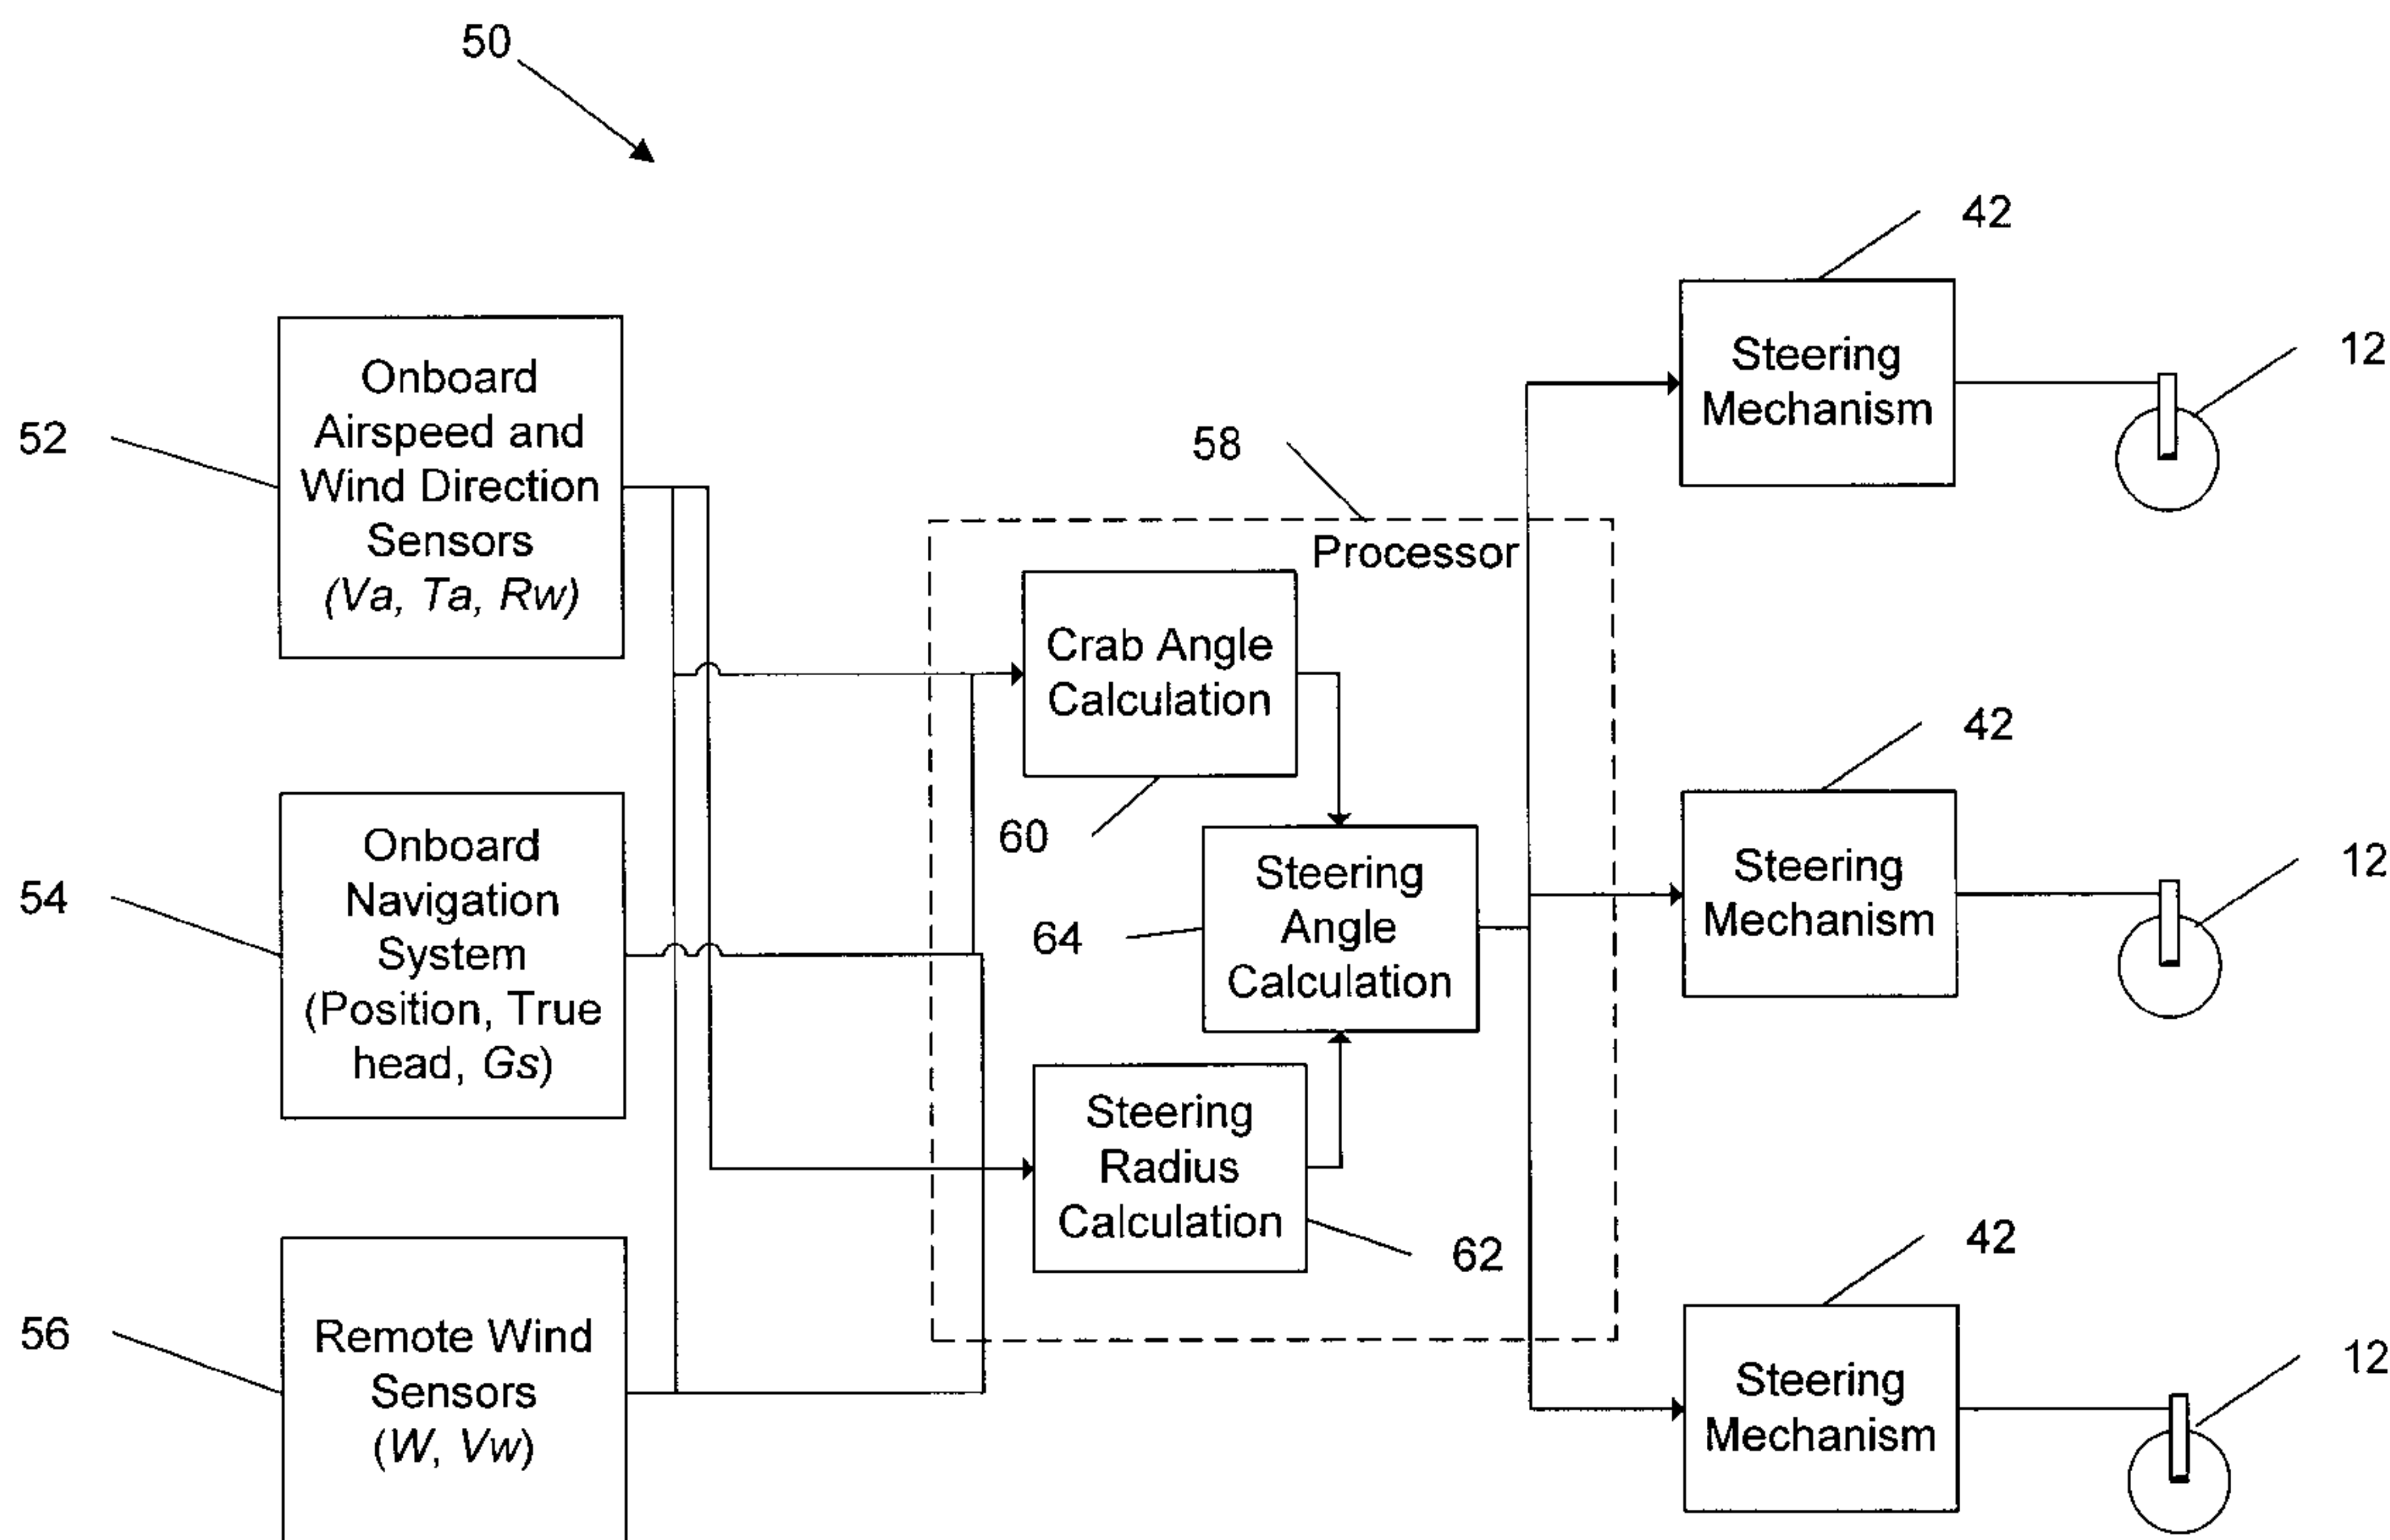 50
42
Steering
Mechanism
12
52
Onboard
Airspeed and
Wind Direction
Sensors
(Va, Ta, Rw)
58
Processor
Crab Angle
Calculation
60
42
Steering
Mechanism
12
54
Onboard
Navigation
System
(Position, True
head, Gs)
64
Steering
Angle
Calculation
Steering
Radius
Calculation
62
42
Steering
Mechanism
12
56
Remote Wind
Sensors
(W, Vw)